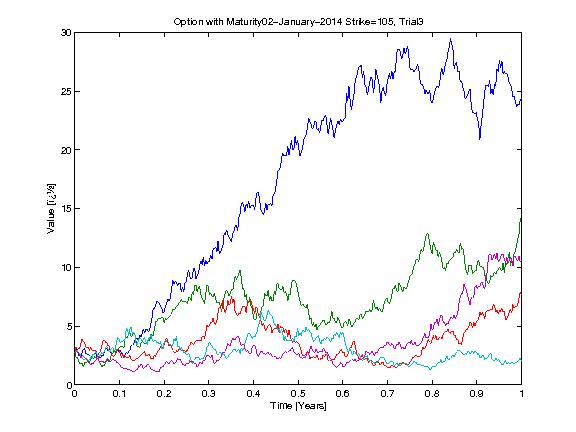 Option with Maturity02–January–2014 Strike=105, Trial3
30
25
20
15
10
5
0
Value [ï¿½]
0 0.1 0.2 0.3 0.4 0.5 0.6 0.7 0.8 0.9 1
Time [Years]